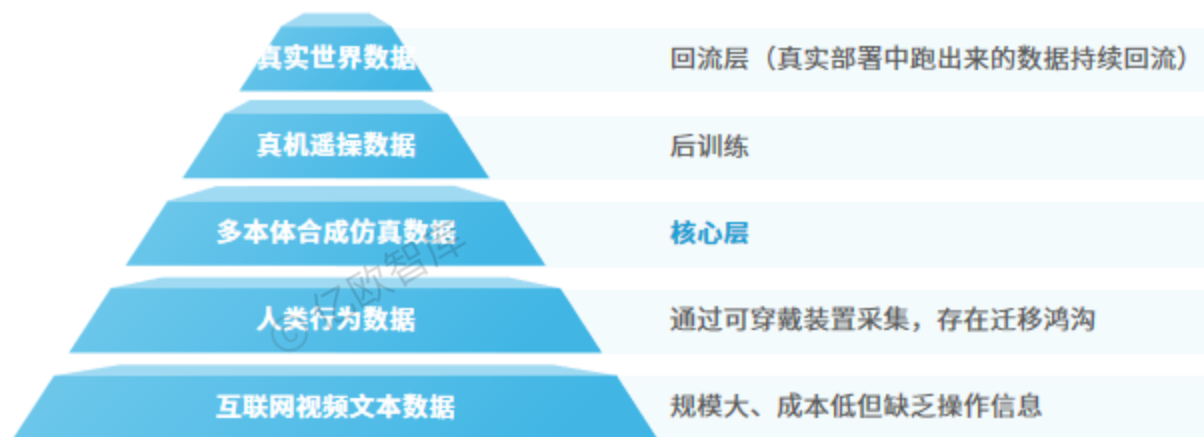 真实世界数据 回流层（真实部署中跑出来的数据持续回流）
真机遥操数据 后训练
多本体合成仿真数据 核心层
人类行为数据 通过可穿戴装置采集，存在迁移鸿沟
互联网视频文本数据 规模大、成本低但缺乏操作信息
©亿欧智库